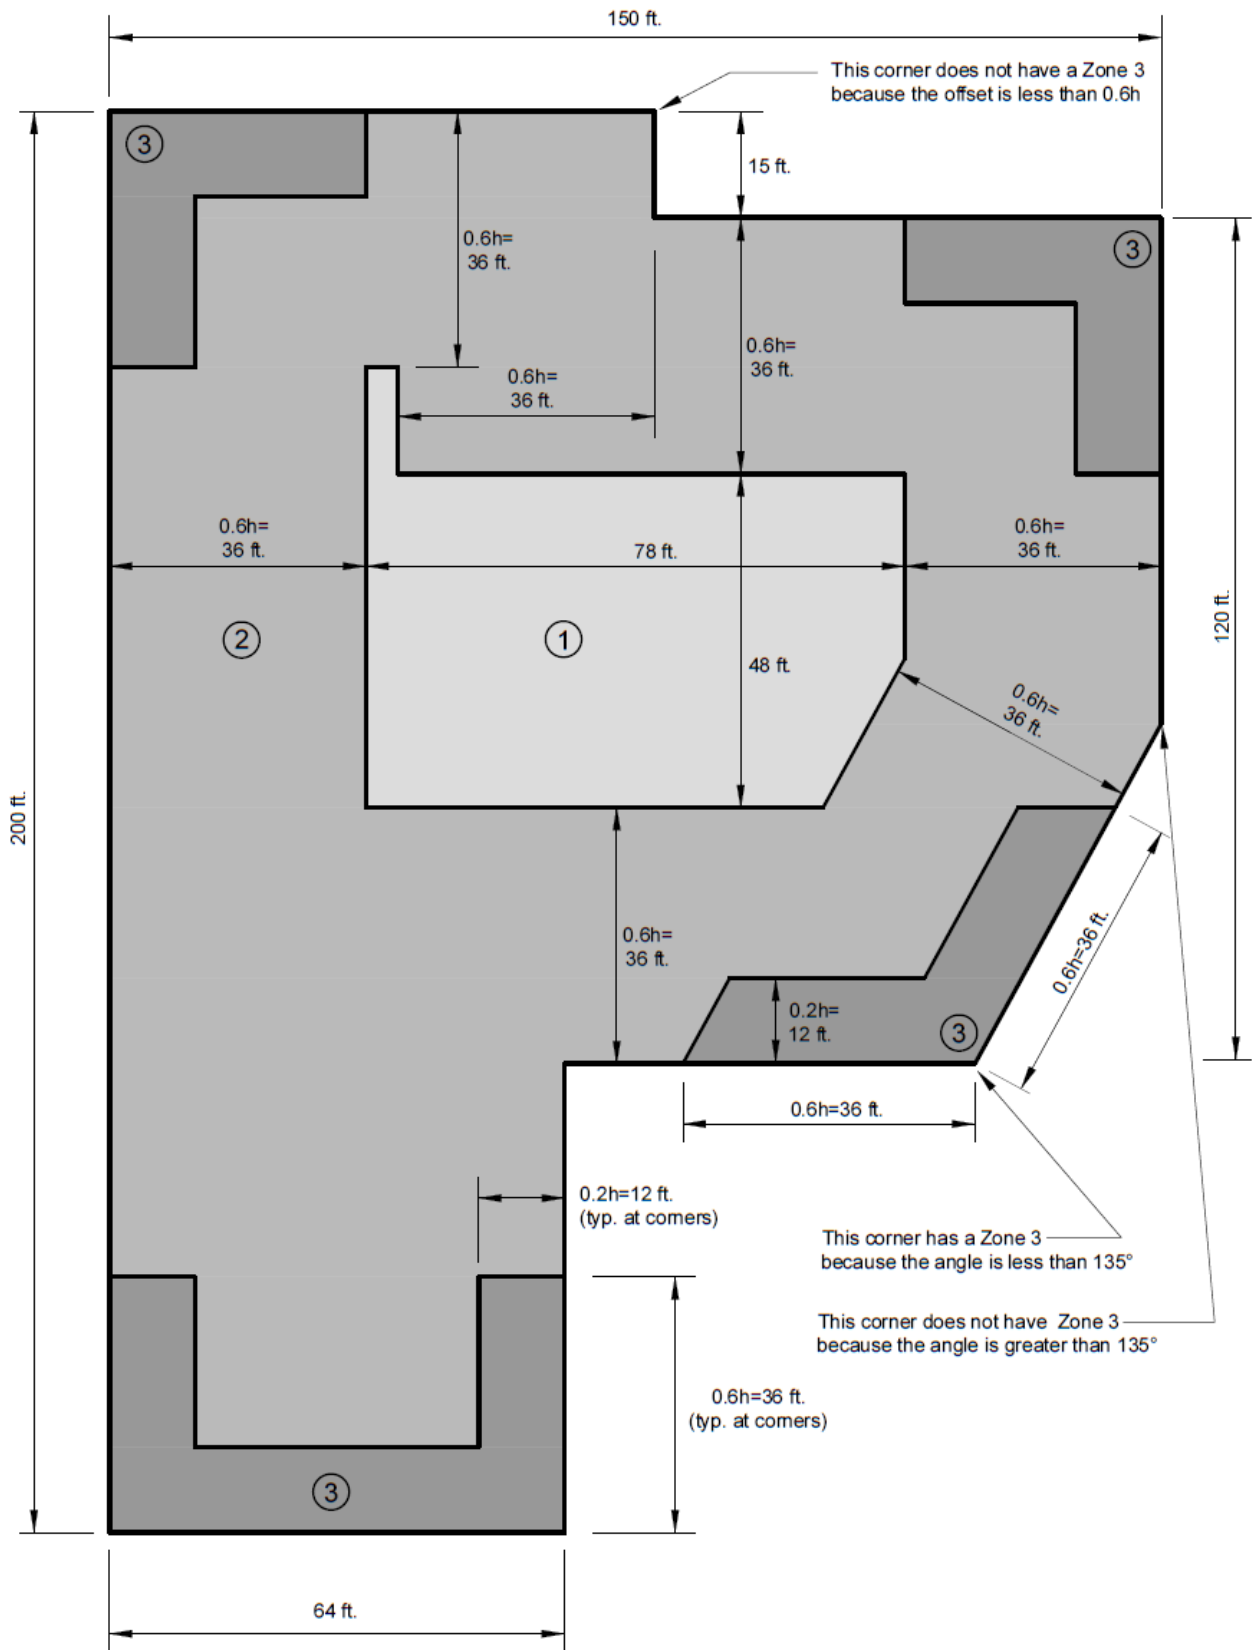 150 ft.
This corner does not have a Zone 3
because the offset is less than 0.6h
3
15 ft.
0.6h=
36 ft.
3
0.6h=
36 ft.
0.6h=
36 ft.
0.6h=
36 ft.
78 ft.
0.6h=
36 ft.
2
1
48 ft.
120 ft.
0.6h=
36 ft.
200 ft.
0.6h=
36 ft.
0.6h=36 ft.
0.2h=
12 ft.
3
0.6h=36 ft.
0.2h=12 ft.
(typ. at corners)
This corner has a Zone 3
because the angle is less than 135°
This corner does not have Zone 3
because the angle is greater than 135°
0.6h=36 ft.
(typ. at corners)
3
64 ft.